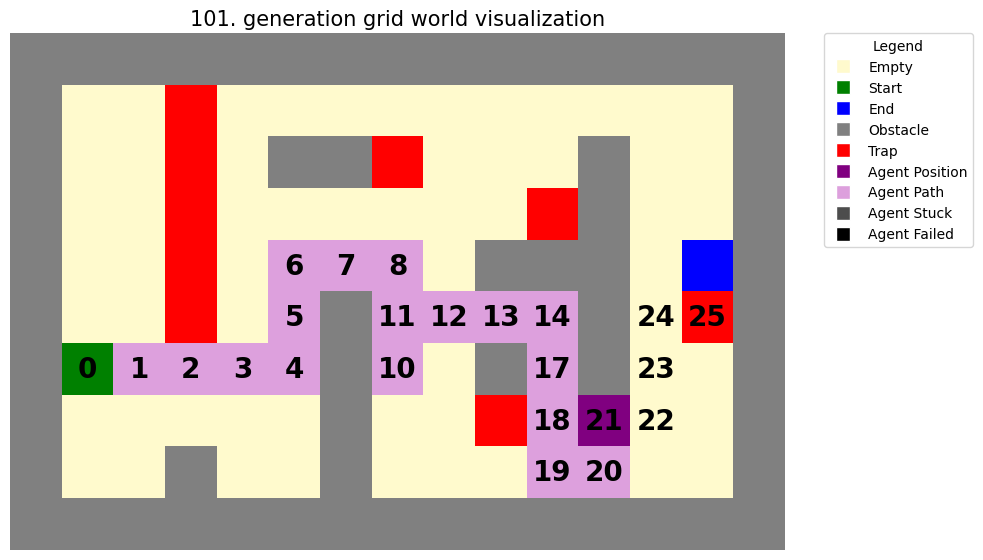 101. generation grid world visualization
Legend
Empty
Start
End
Obstacle
Trap
Agent Position
Agent Path
Agent Stuck
Agent Failed
6 7 8
5 11 12 13 14 24 25
0 1 2 3 4 10 17 23
18 21 22
19 20